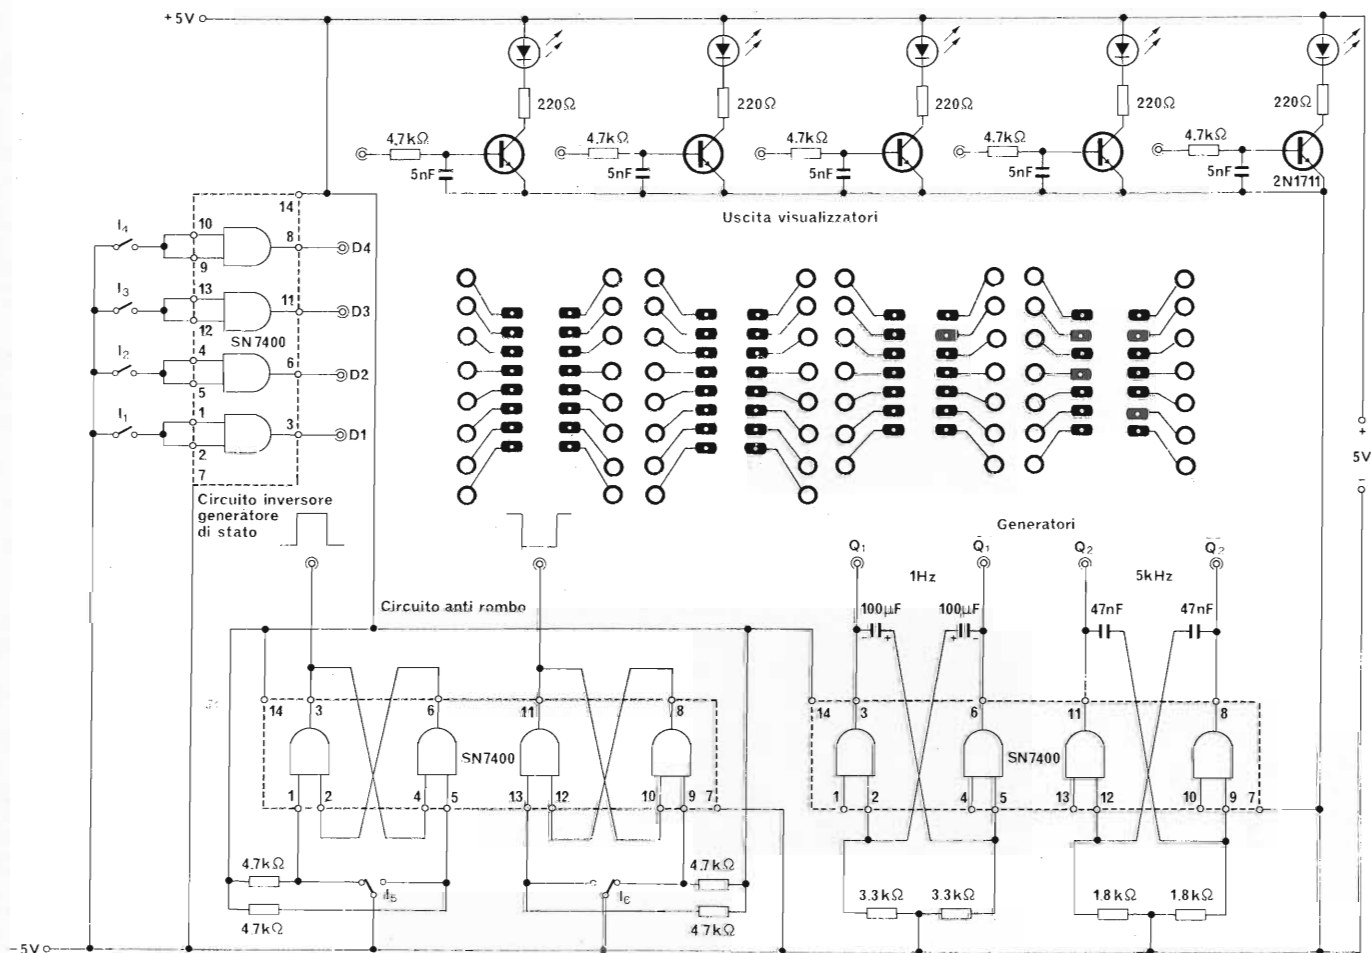 +5V
220Ω 220Ω 220Ω 220Ω 220Ω
4.7kΩ 4.7kΩ 4.7kΩ 4.7kΩ 4.7kΩ
5nF 5nF 5nF 5nF 5nF
2N1711
Uscita visualizzatori
14
I4 10 8 D4
9
I3 13 11 D3
12
SN7400
I2 4 6 D2
5
I1 1 3 D1
2
7
Circuito inversore
generatore
di stato
+
5V
-
Generatori
Q1 Q1 Q2 Q2
1Hz 5kHz
Circuito anti rombo
100µF 100µF 47nF 47nF
+ - + -
14 3 6 11 8
14 3 6 11 8
SN7400 SN7400
1 2 4 5 13 12 10 9 7
1 2 4 5 13 12 10 9 7
4.7kΩ I5 I6 4.7kΩ
4.7kΩ 4.7kΩ
3.3kΩ 3.3kΩ 1.8kΩ 1.8kΩ
-5V